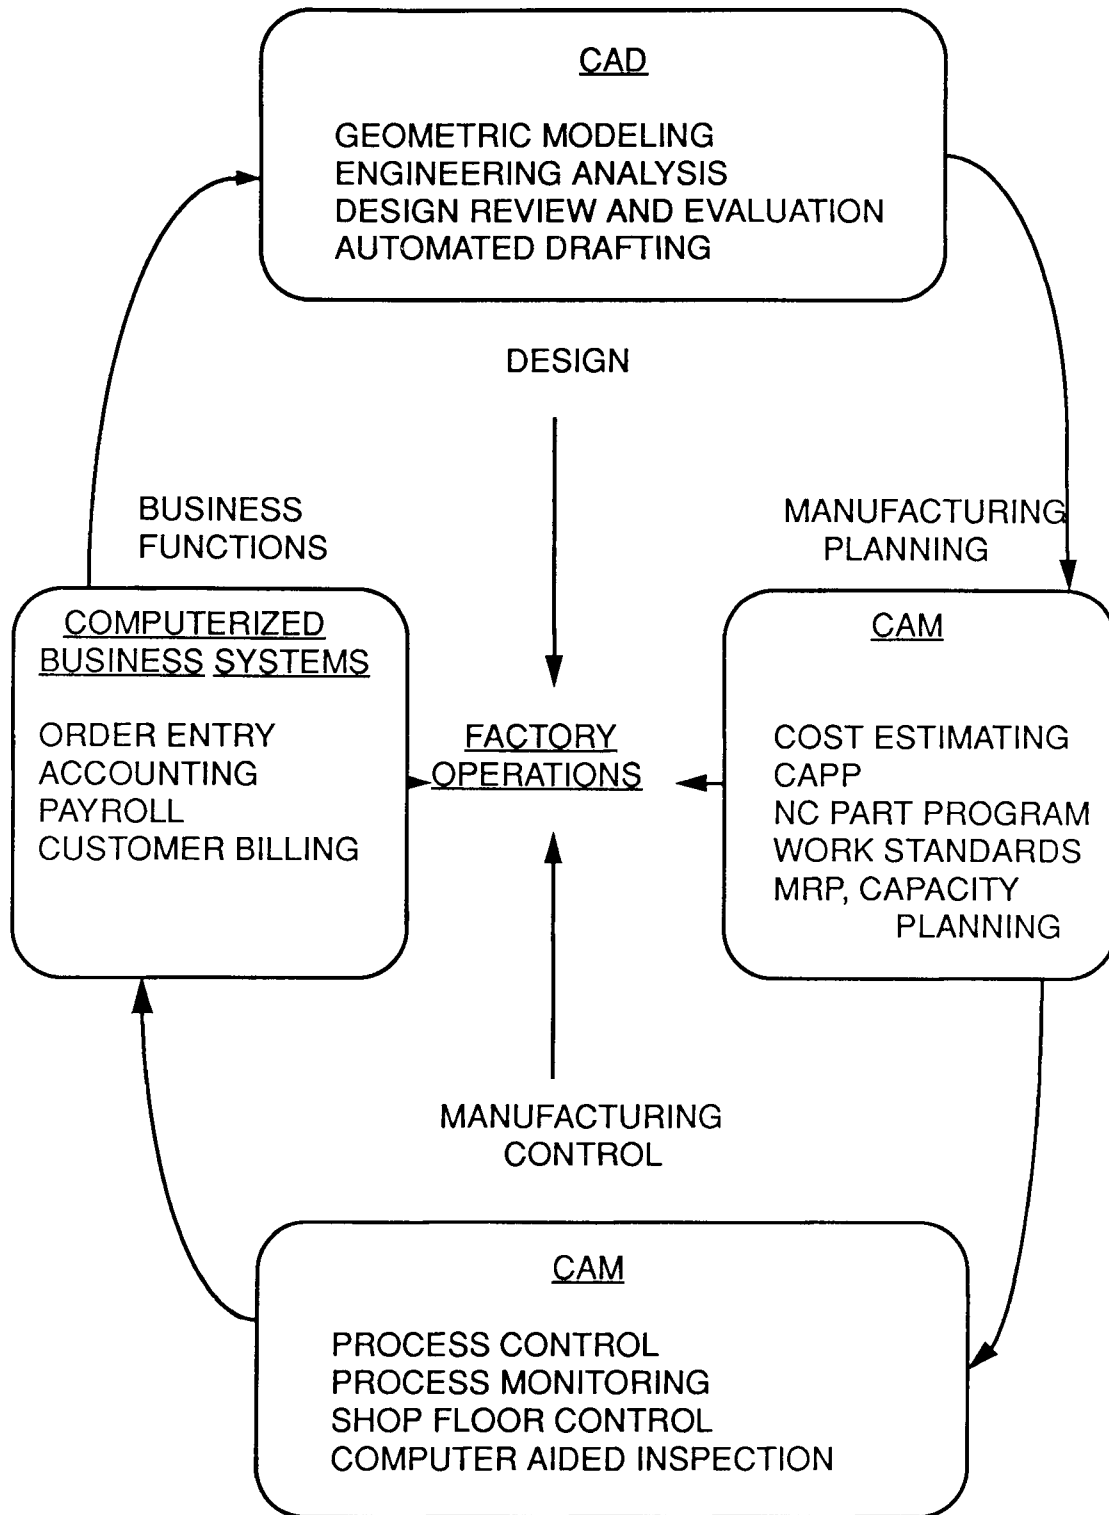 CAD
GEOMETRIC MODELING
ENGINEERING ANALYSIS
DESIGN REVIEW AND EVALUATION
AUTOMATED DRAFTING
DESIGN
BUSINESS
FUNCTIONS
MANUFACTURING
PLANNING
COMPUTERIZED
BUSINESS SYSTEMS
ORDER ENTRY
ACCOUNTING
PAYROLL
CUSTOMER BILLING
FACTORY
OPERATIONS
CAM
COST ESTIMATING
CAPP
NC PART PROGRAM
WORK STANDARDS
MRP, CAPACITY
PLANNING
MANUFACTURING
CONTROL
CAM
PROCESS CONTROL
PROCESS MONITORING
SHOP FLOOR CONTROL
COMPUTER AIDED INSPECTION